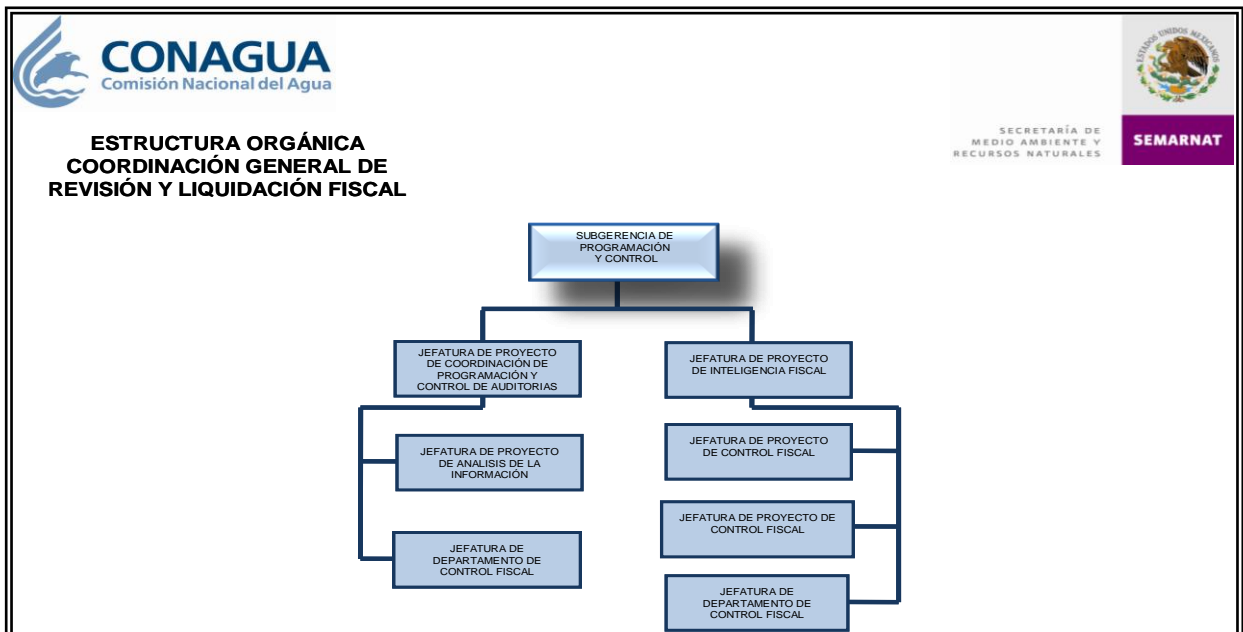 CONAGUA
Comisión Nacional del Agua
ESTADOS UNIDOS MEXICANOS
SECRETARÍA DE
MEDIO AMBIENTE Y
RECURSOS NATURALES
SEMARNAT
ESTRUCTURA ORGÁNICA
COORDINACIÓN GENERAL DE
REVISIÓN Y LIQUIDACIÓN FISCAL
SUBGERENCIA DE
PROGRAMACIÓN
Y CONTROL
JEFATURA DE PROYECTO
DE COORDINACIÓN DE
PROGRAMACIÓN Y
CONTROL DE AUDITORIAS
JEFATURA DE PROYECTO
DE ANALISIS DE LA
INFORMACIÓN
JEFATURA DE
DEPARTAMENTO DE
CONTROL FISCAL
JEFATURA DE PROYECTO
DE INTELIGENCIA FISCAL
JEFATURA DE PROYECTO
DE CONTROL FISCAL
JEFATURA DE PROYECTO DE
CONTROL FISCAL
JEFATURA DE
DEPARTAMENTO DE
CONTROL FISCAL